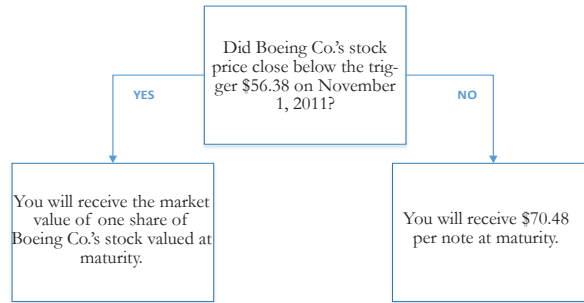 Did Boeing Co.'s stock
price close below the trig-
ger $56.38 on November
1, 2011?
YES
NO
You will receive the market
value of one share of
Boeing Co.'s stock valued at
maturity.
You will receive $70.48
per note at maturity.